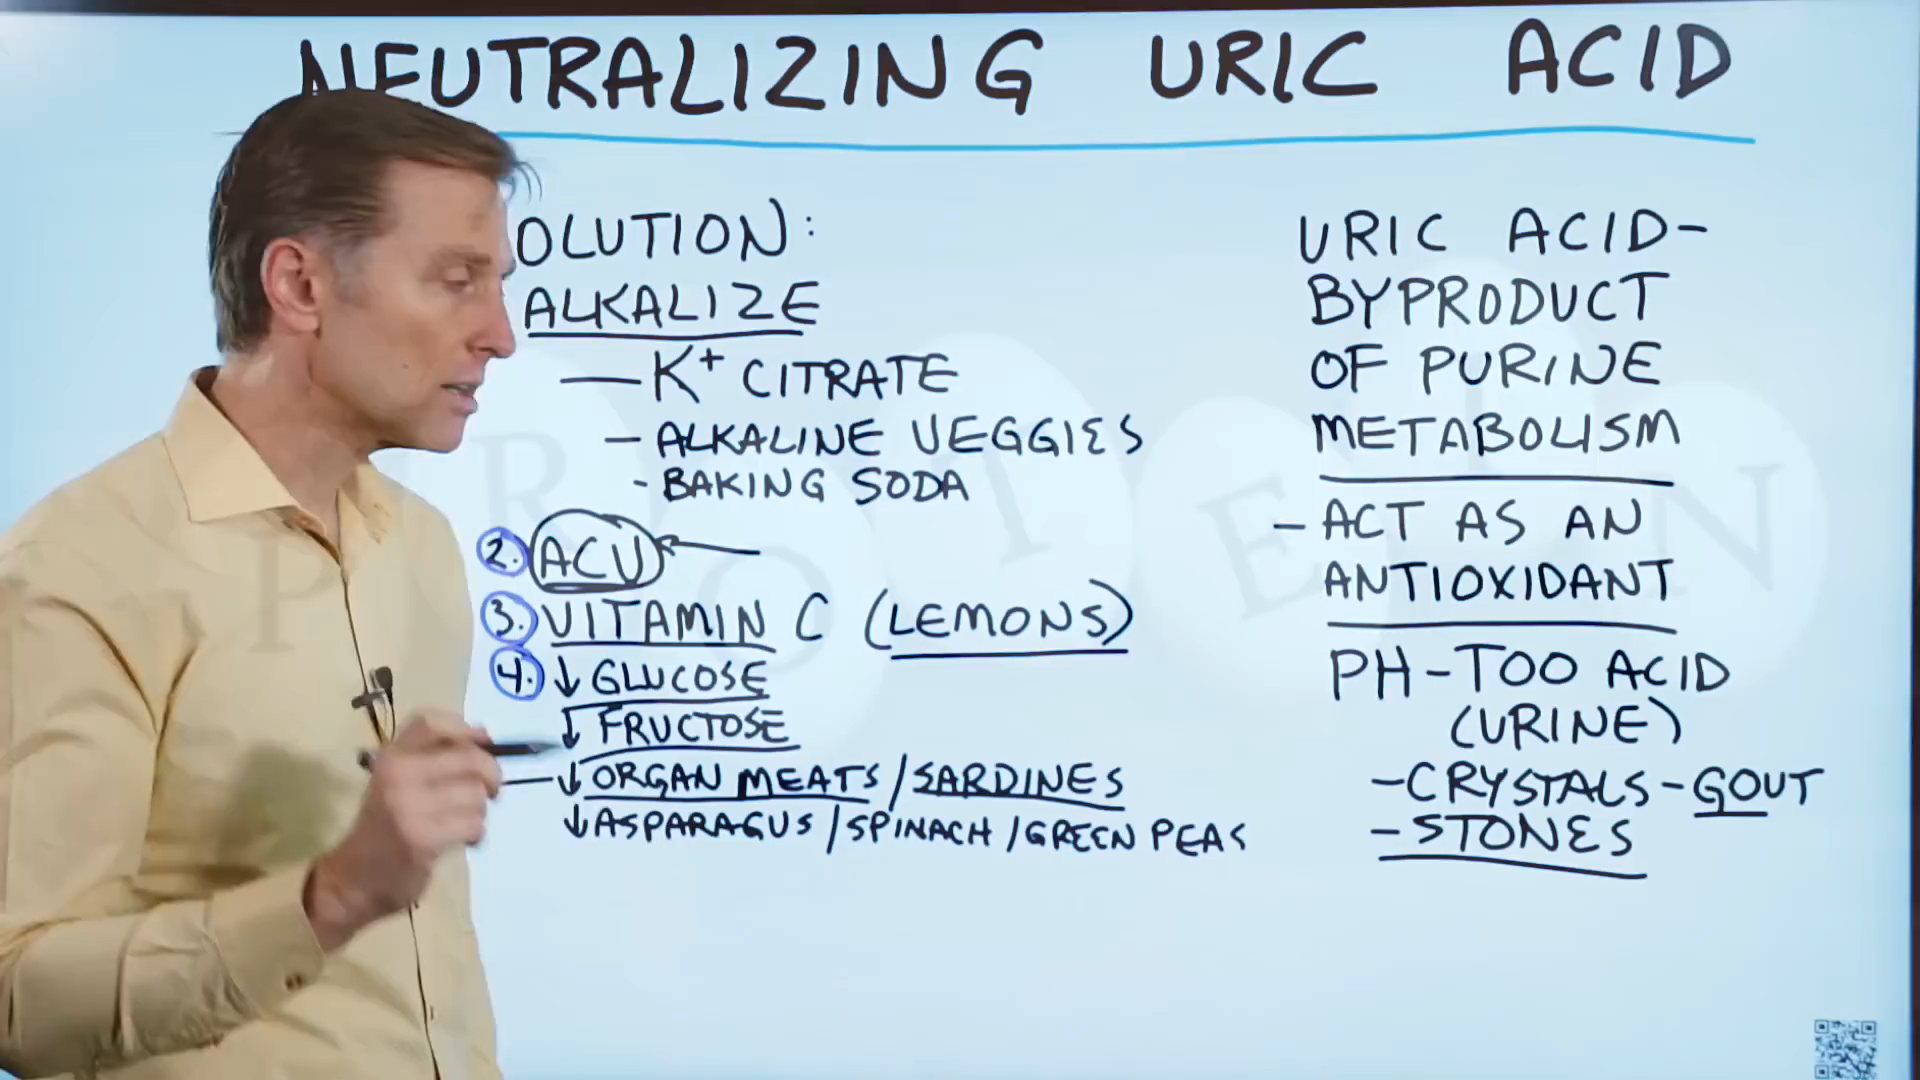 NEUTRALIZING URIC ACID
OLUTION:
ALKALIZE
— K+ CITRATE
- ALKALINE VEGGIES
- BAKING SODA
2. ACV
3. VITAMIN C (LEMONS)
4. ↓ GLUCOSE
↓ FRUCTOSE
↓ ORGAN MEATS / SARDINES
↓ ASPARAGUS / SPINACH / GREEN PEAS
URIC ACID-
BYPRODUCT
OF PURINE
METABOLISM
- ACT AS AN
ANTIOXIDANT
PH - TOO ACID
(URINE)
- CRYSTALS - GOUT
- STONES
PROTEIN